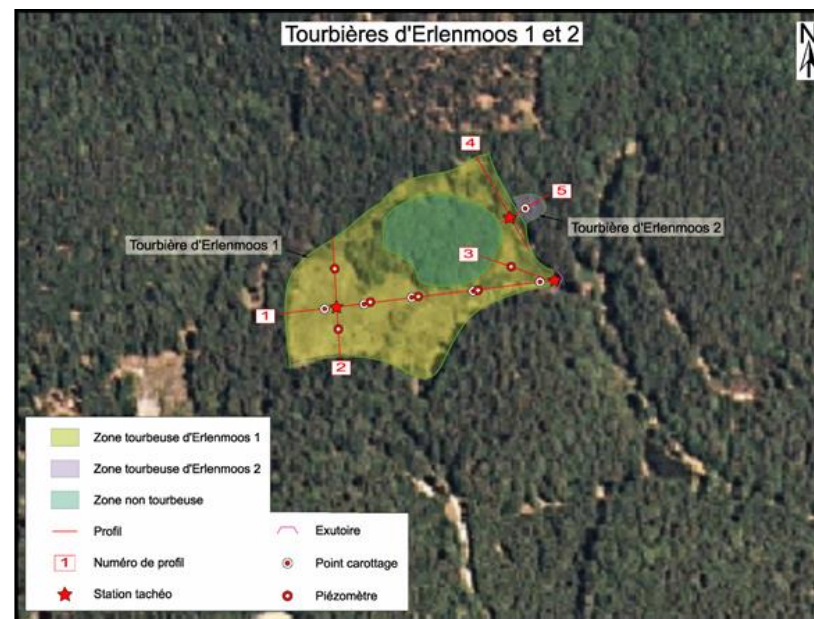 Tourbières d'Erlenmoos 1 et 2
N
4
5
Tourbière d'Erlenmoos 2
Tourbière d'Erlenmoos 1
3
1
2
Zone tourbeuse d'Erlenmoos 1
Zone tourbeuse d'Erlenmoos 2
Zone non tourbeuse
Profil
Exutoire
1 Numéro de profil
Point carottage
Station tachéo
Piézomètre